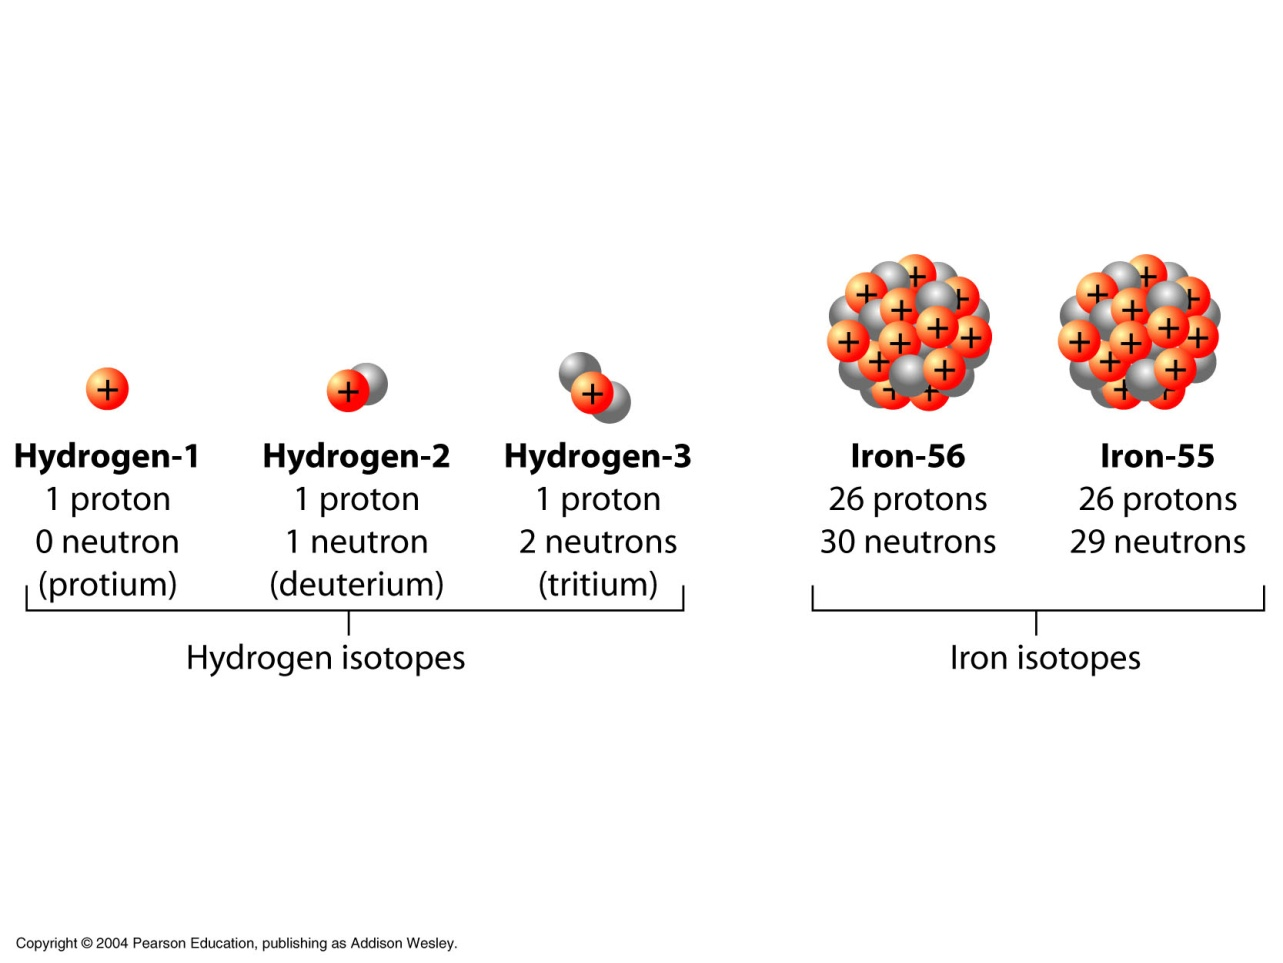 Hydrogen-1
1 proton
0 neutron
(protium)
Hydrogen-2
1 proton
1 neutron
(deuterium)
Hydrogen-3
1 proton
2 neutrons
(tritium)
Hydrogen isotopes
Iron-56
26 protons
30 neutrons
Iron-55
26 protons
29 neutrons
Iron isotopes
Copyright © 2004 Pearson Education, publishing as Addison Wesley.